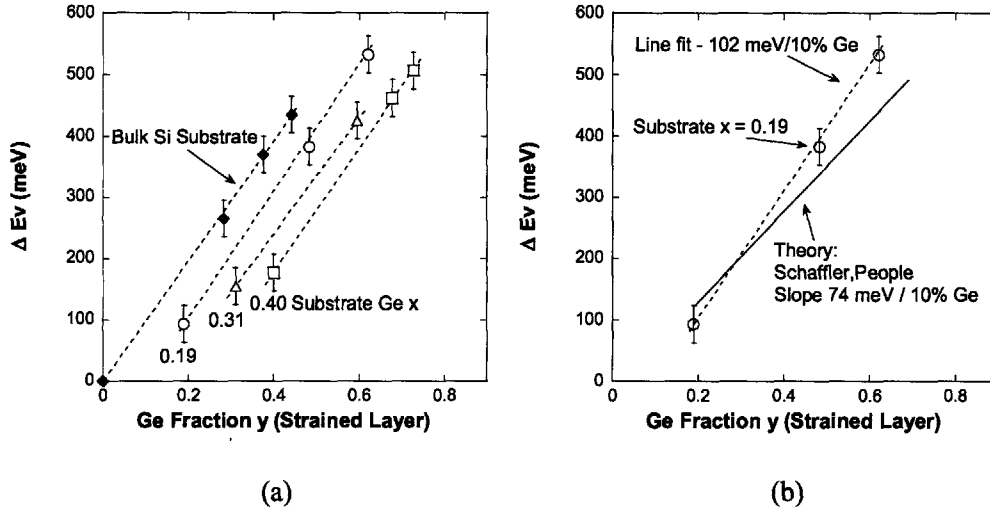 600
500
400
300
200
100
0
Δ Ev (meV)
Bulk Si Substrate
0.40 Substrate Ge x
0.31
0.19
0 0.2 0.4 0.6 0.8
Ge Fraction y (Strained Layer)
(a)
600
500
400
300
200
100
0
Δ Ev (meV)
Line fit - 102 meV/10% Ge
Substrate x = 0.19
Theory:
Schaffler,People
Slope 74 meV / 10% Ge
0 0.2 0.4 0.6 0.8
Ge Fraction y (Strained Layer)
(b)